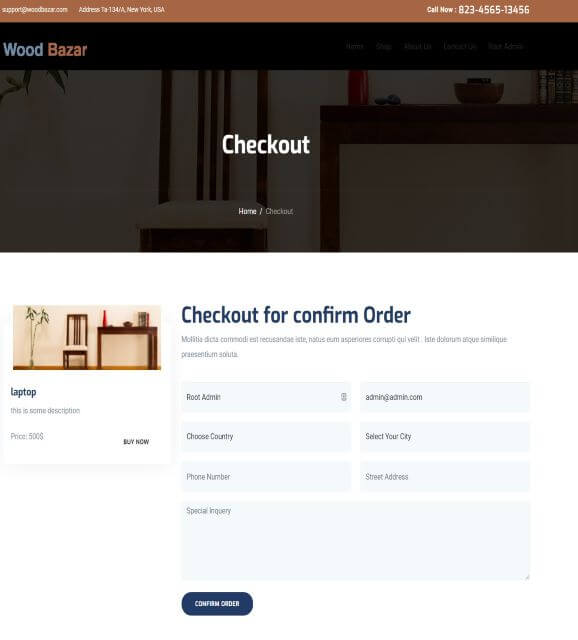 support@woodbazar.com Address Ta-134/A, New York, USA Call Now : 823-4565-13456
Wood Bazar Home Shop About Us Contact Us Root Admin
Checkout
Home / Checkout
Checkout for confirm Order
Mollitia dicta commodi est recusandae iste, natus eum asperiores corrupti qui velit . Iste dolorum atque similique
praesentium soluta.
laptop
this is some description
Price: 500$
BUY NOW
Root Admin admin@admin.com
Choose Country Select Your City
Phone Number Street Address
Special Inquery
CONFIRM ORDER